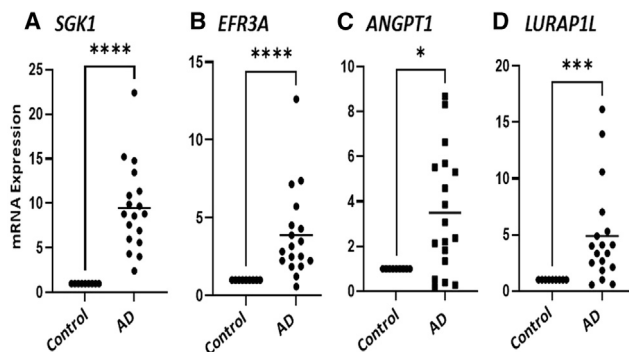 A SGK1
B EFR3A
C ANGPT1
D LURAP1L
****
****
*
***
mRNA Expression
25
20
15
10
5
0
Control
AD
15
10
5
0
Control
AD
10
8
6
4
2
0
Control
AD
20
15
10
5
0
Control
AD